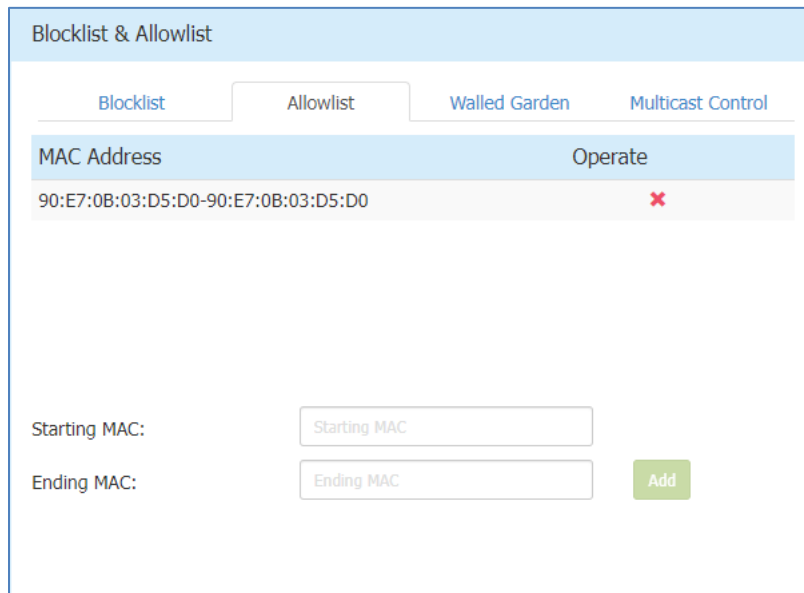 Blocklist & Allowlist
Blocklist Allowlist Walled Garden Multicast Control
MAC Address Operate
90:E7:0B:03:D5:D0-90:E7:0B:03:D5:D0
Starting MAC: Starting MAC
Ending MAC: Ending MAC Add